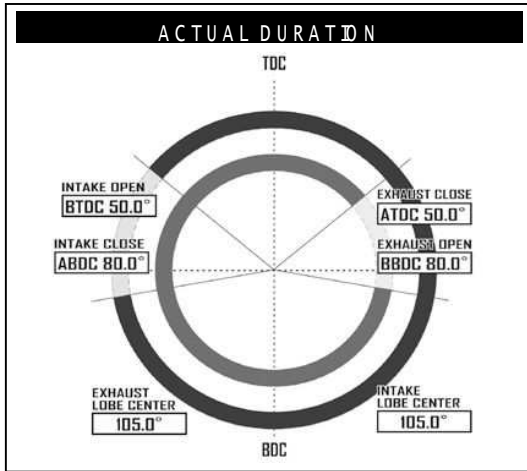 ACTUAL DURATION
TDC
INTAKE OPEN
BTDC 50.0°
EXHAUST CLOSE
ATDC 50.0°
INTAKE CLOSE
ABDC 80.0°
EXHAUST OPEN
BBDC 80.0°
EXHAUST
LOBE CENTER
105.0°
INTAKE
LOBE CENTER
105.0°
BDC